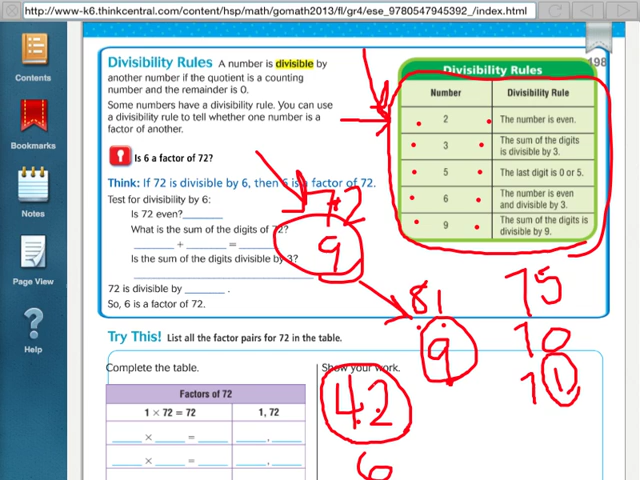 http://www-k6.thinkcentral.com/content/hsp/math/gomath2013/fl/gr4/ese_9780547945392_/index.html
198
Contents
Bookmarks
Notes
Page View
Help
Divisibility Rules A number is divisible by
another number if the quotient is a counting
number and the remainder is 0.
Some numbers have a divisibility rule. You can use
a divisibility rule to tell whether one number is a
factor of another.
Is 6 a factor of 72?
Think: If 72 is divisible by 6, then 6 is a factor of 72.
Test for divisibility by 6:
Is 72 even?
What is the sum of the digits of 72?
+ =
Is the sum of the digits divisible by 3?
72 is divisible by .
So, 6 is a factor of 72.
Divisibility Rules
Number Divisibility Rule
2 The number is even.
3 The sum of the digits
is divisible by 3.
5 The last digit is 0 or 5.
6 The number is even
and divisible by 3.
9 The sum of the digits is
divisible by 9.
7+2
9
81
9
75
70
71
42
6
Try This! List all the factor pairs for 72 in the table.
Complete the table.
Show your work.
Factors of 72
1 × 72 = 72 1, 72
× = ,
× = ,